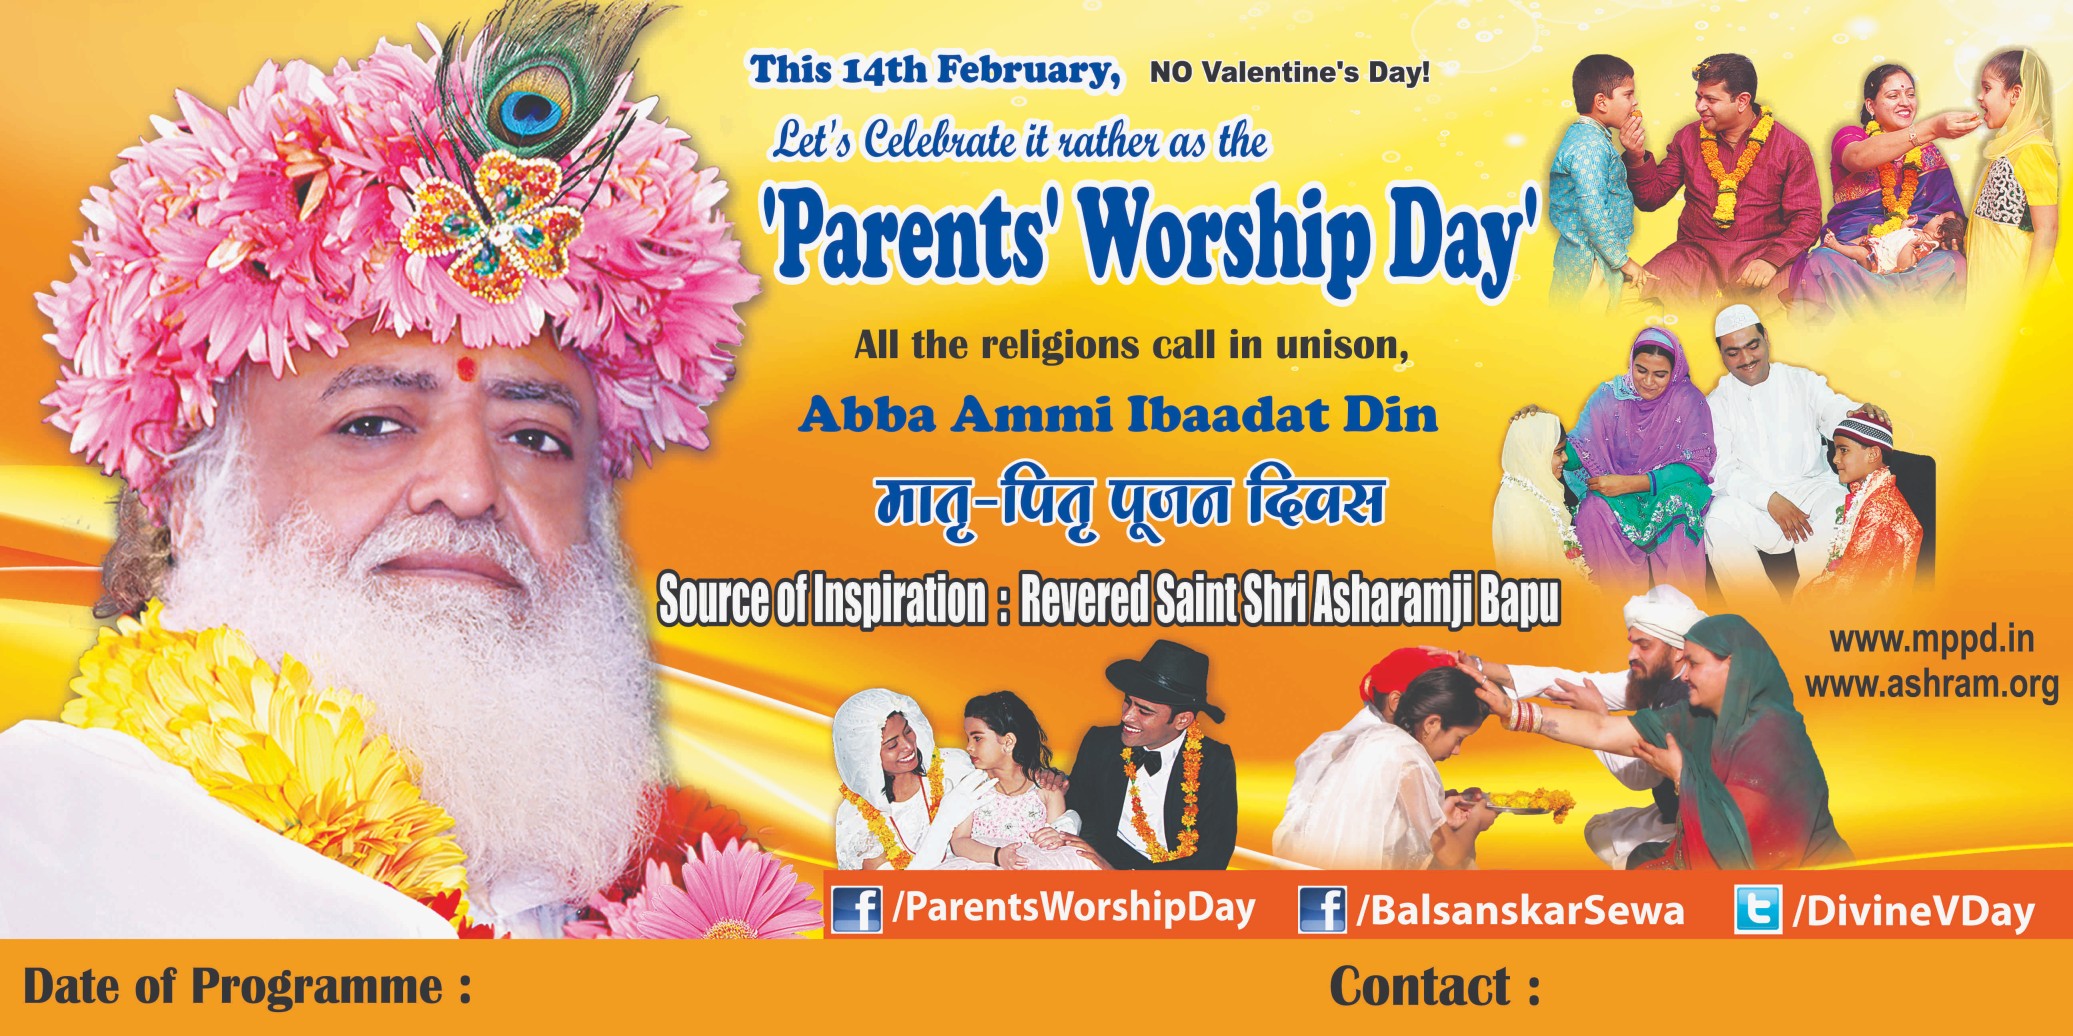 This 14th February, NO Valentine's Day!
Let's Celebrate it rather as the
'Parents' Worship Day'
All the religions call in unison,
Abba Ammi Ibaadat Din
मातृ-पितृ पूजन दिवस
Source of Inspiration : Revered Saint Shri Asharamji Bapu
www.mppd.in
www.ashram.org
f /ParentsWorshipDay f /BalsanskarSewa t /DivineVDay
Date of Programme : Contact :